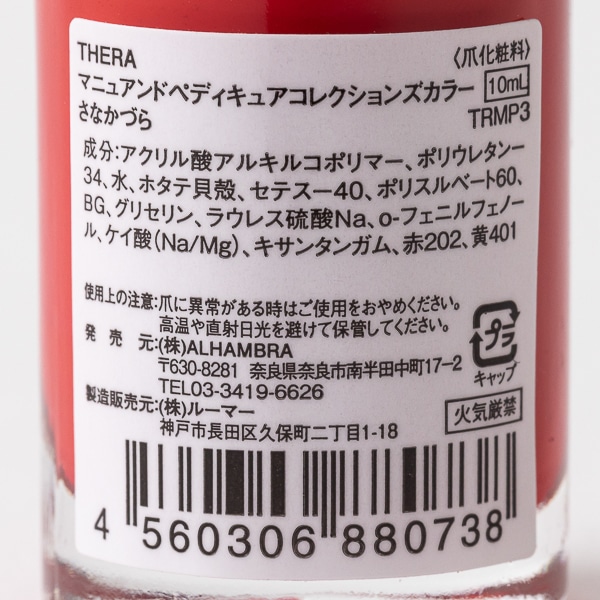 THERA 〈爪化粧料〉
マニュアンドペディキュアコレクションズカラー 10mL
さなかづら TRMP3
成分:アクリル酸アルキルコポリマー、ポリウレタンー
34、水、ホタテ貝殻、セテスー40、ポリスルベート60、
BG、グリセリン、ラウレス硫酸Na、o-フェニルフェノー
ル、ケイ酸(Na/Mg)、キサンタンガム、赤202、黄401
使用上の注意:爪に異常がある時はご使用をおやめください。
高温や直射日光を避けて保管してください。
発売元:(株)ALHAMBRA
〒630-8281 奈良県奈良市南半田中町17-2
TEL03-3419-6626
製造販売元:(株)ルーマー
神戸市長田区久保町二丁目1-18
プラ
キャップ
火気厳禁
4 560306 880738